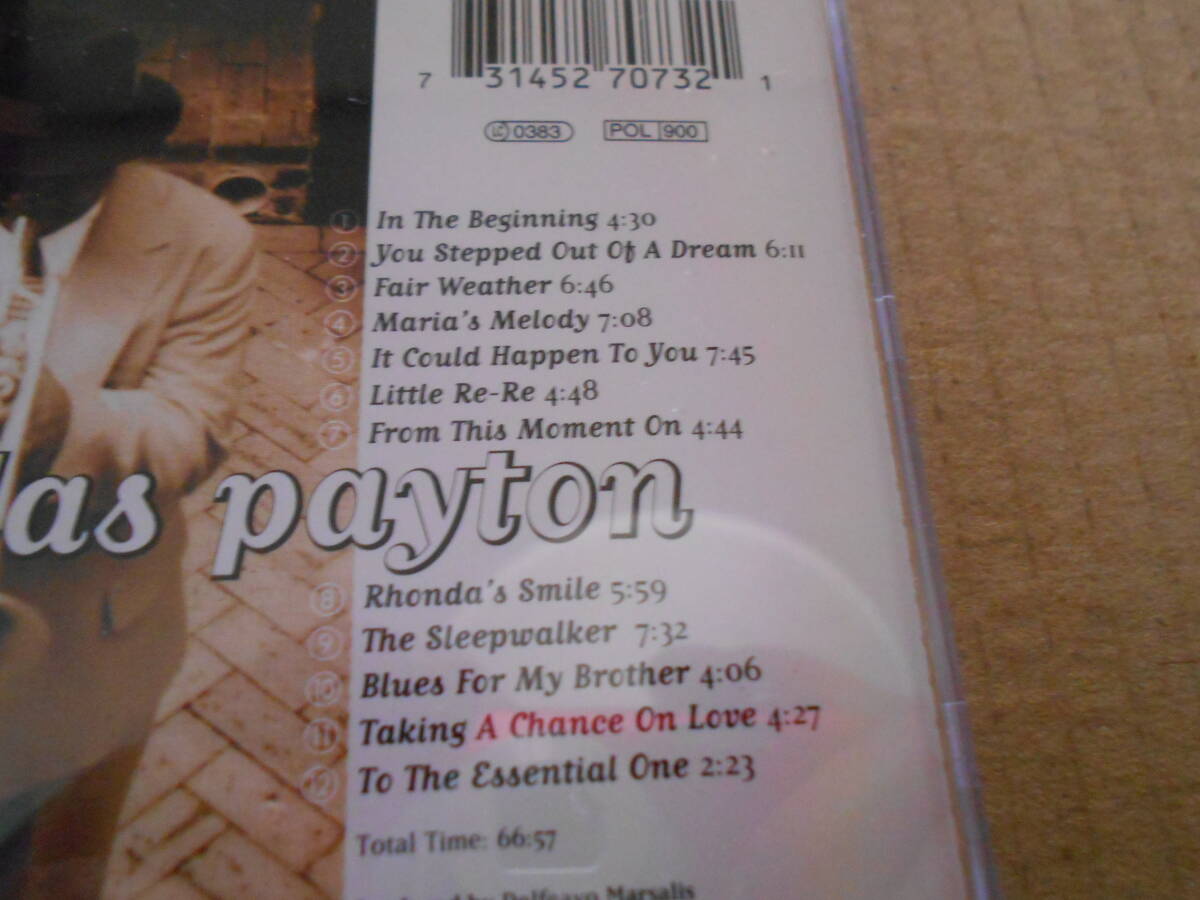 7 31452 70732 1
LC 0383 POL 900
1 In The Beginning 4:30
2 You Stepped Out Of A Dream 6:11
3 Fair Weather 6:46
4 Maria's Melody 7:08
5 It Could Happen To You 7:45
6 Little Re-Re 4:48
7 From This Moment On 4:44
las payton
8 Rhonda's Smile 5:59
9 The Sleepwalker 7:32
10 Blues For My Brother 4:06
11 Taking A Chance On Love 4:27
12 To The Essential One 2:23
Total Time: 66:57
by Delfeayo Marsalis